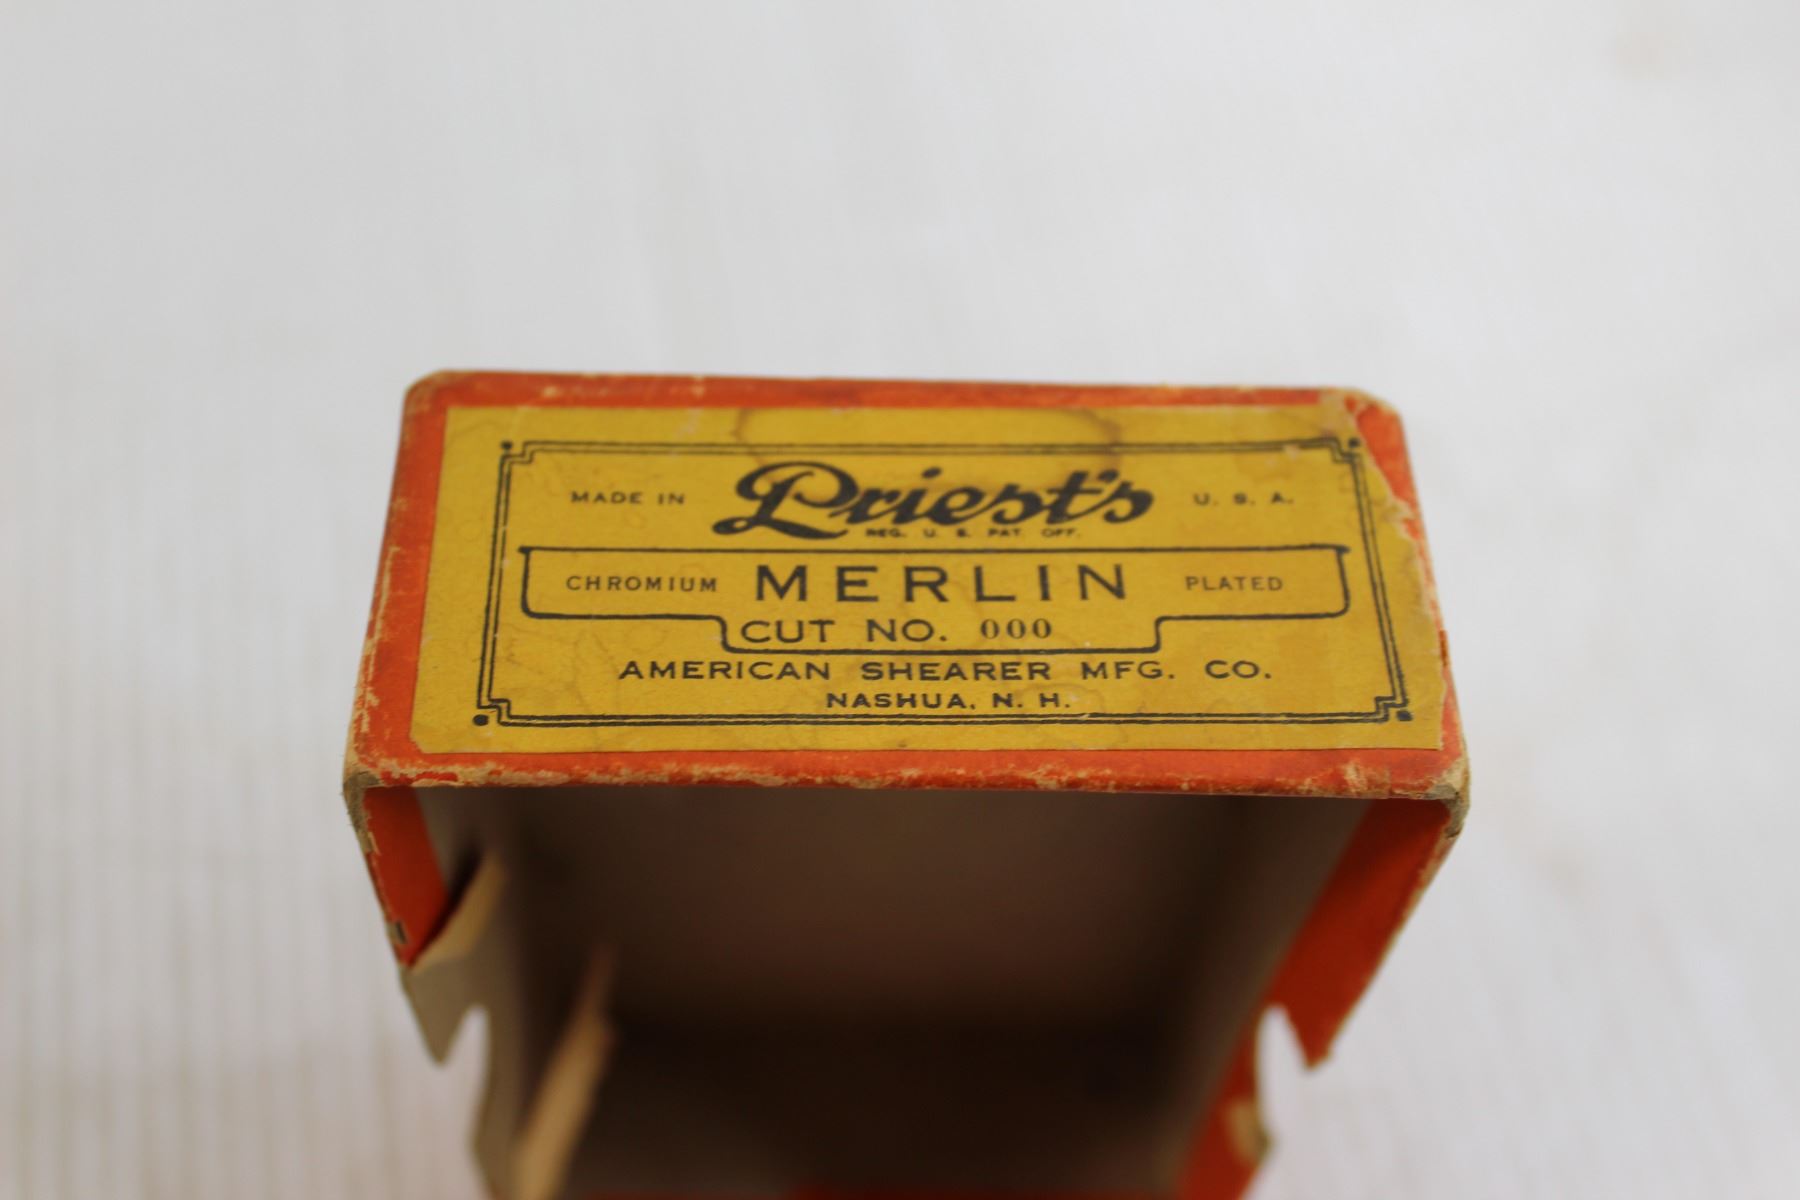 MADE IN Priest's U. S. A.
REG. U. S. PAT. OFF.
CHROMIUM MERLIN PLATED
CUT NO. 000
AMERICAN SHEARER MFG. CO.
NASHUA, N. H.